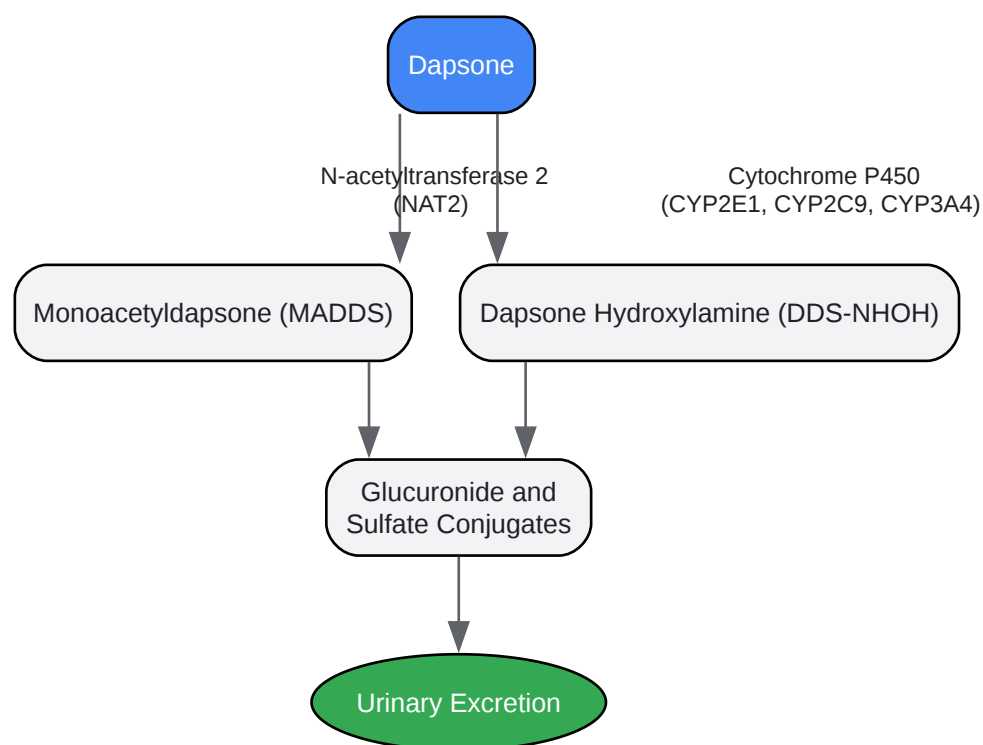 Dapsone
N-acetyltransferase 2
(NAT2)
Cytochrome P450
(CYP2E1, CYP2C9, CYP3A4)
Monoacetyldapsone (MADDS)
Dapsone Hydroxylamine (DDS-NHOH)
Glucuronide and
Sulfate Conjugates
Urinary Excretion